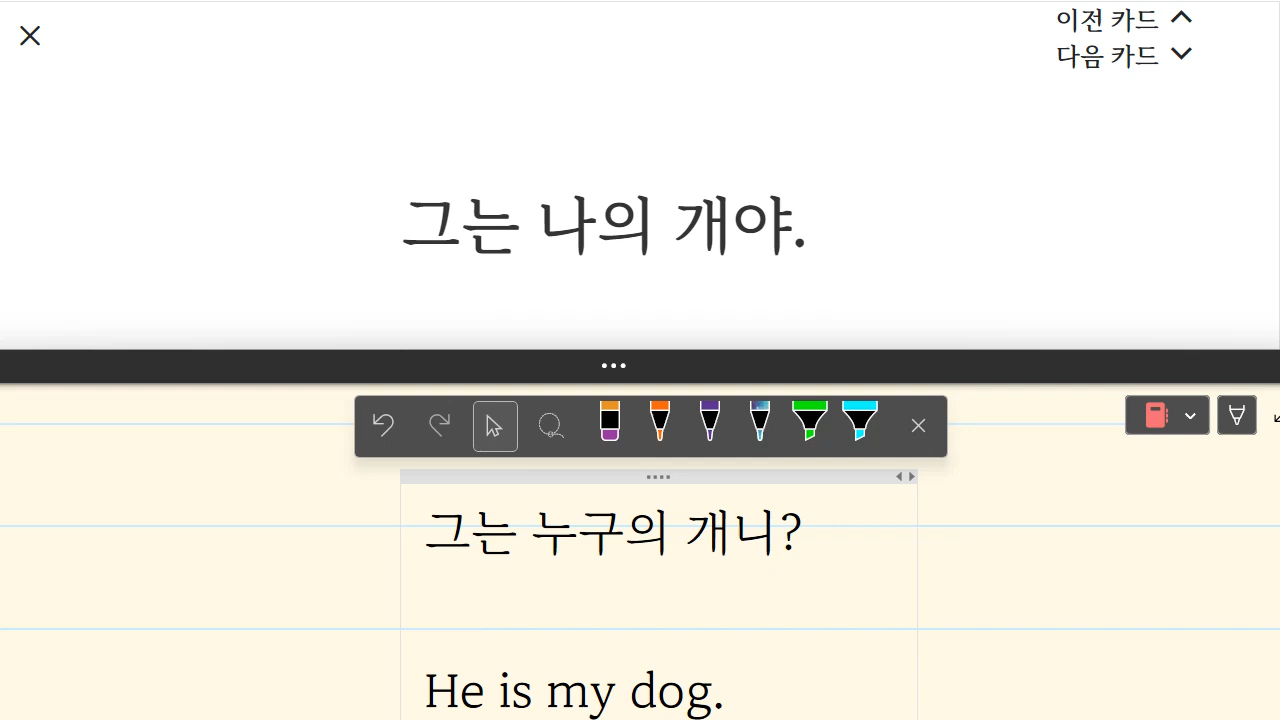 이전 카드
다음 카드
그는 나의 개야.
그는 누구의 개니?
He is my dog.